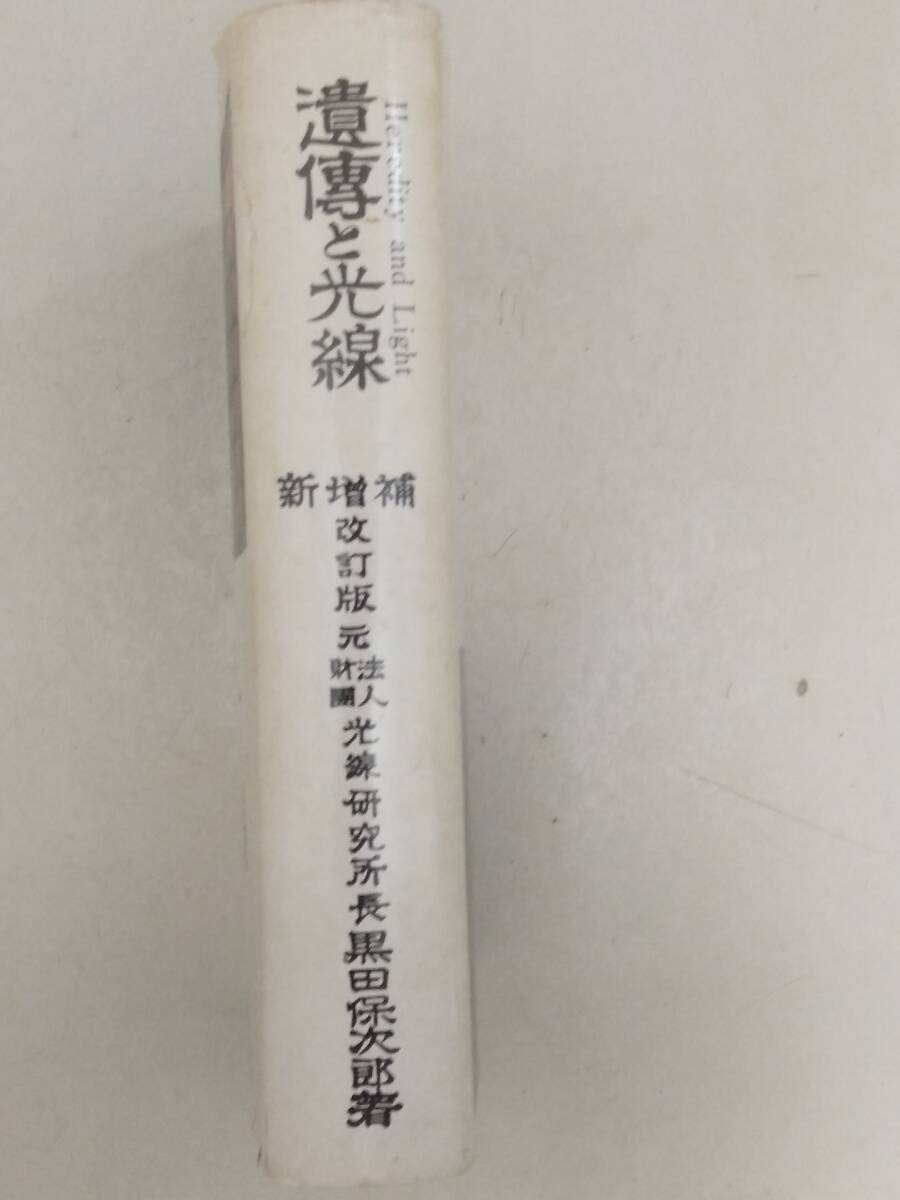 遺傳と光線
Heredity and Light
新増補
改訂版
元
財団
法人
光線研究所長
黒田保次郎著